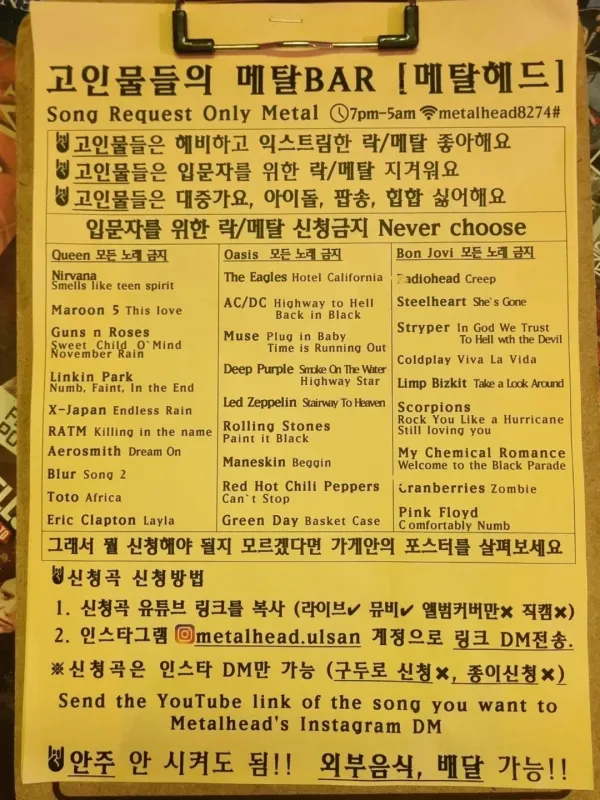 고인물들의 메탈BAR [메탈헤드]
Song Request Only Metal 7pm-5am metalhead8274#
고인물들은 헤비하고 익스트림한 락/메탈 좋아해요
고인물들은 입문자를 위한 락/메탈 지겨워요
고인물들은 대중가요, 아이돌, 팝송, 힙합 싫어해요
입문자를 위한 락/메탈 신청금지 Never choose
Queen 모든 노래 금지
Nirvana
Smells like teen spirit
Maroon 5 This love
Guns n Roses
Sweet Child O`Mind
November Rain
Linkin Park
Numb, Faint, In the End
X-Japan Endless Rain
RATM Killing in the name
Aerosmith Dream On
Blur Song 2
Toto Africa
Eric Clapton Layla
Oasis 모든 노래 금지
The Eagles Hotel California
AC/DC Highway to Hell
Back in Black
Muse Plug in Baby
Time is Running Out
Deep Purple Smoke On The Water
Highway Star
Led Zeppelin Stairway To Heaven
Rolling Stones
Paint it Black
Maneskin Beggin
Red Hot Chili Peppers
Can`t Stop
Green Day Basket Case
Bon Jovi 모든 노래 금지
Radiohead Creep
Steelheart She`s Gone
Stryper In God We Trust
To Hell wth the Devil
Coldplay Viva La Vida
Limp Bizkit Take a Look Around
Scorpions
Rock You Like a Hurricane
Still loving you
My Chemical Romance
Welcome to the Black Parade
Cranberries Zombie
Pink Floyd
Comfortably Numb
그래서 뭘 신청해야 될지 모르겠다면 가게안의 포스터를 살펴보세요
신청곡 신청방법
1. 신청곡 유튜브 링크를 복사 (라이브✔ 뮤비✔ 앨범커버만✖ 직캠✖)
2. 인스타그램 metalhead.ulsan 계정으로 링크 DM전송.
※신청곡은 인스타 DM만 가능 (구두로 신청✖, 종이신청✖)
Send the YouTube link of the song you want to
Metalhead's Instagram DM
안주 안 시켜도 됨!! 외부음식, 배달 가능!!